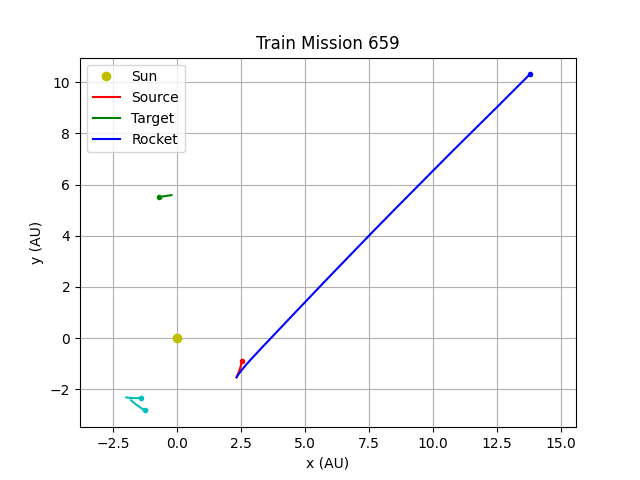 Train Mission 659
Sun
Source
Target
Rocket
10
8
6
4
2
0
−2
y (AU)
−2.5 0.0 2.5 5.0 7.5 10.0 12.5 15.0
x (AU)